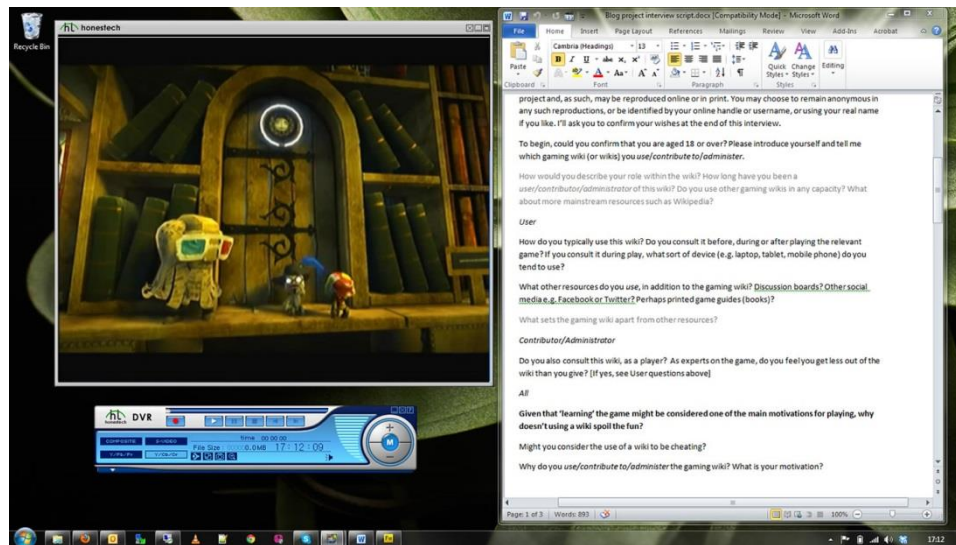 Recycle Bin
honestech
Blog project interview script.docx [Compatibility Mode] - Microsoft Word
File Home Insert Page Layout References Mailings Review View Add-Ins Acrobat
Cambria (Headings) 13
Paste
B I U abc x₂ x²
Quick Styles
Change Styles
Editing
Clipboard Font Paragraph Styles
project and, as such, may be reproduced online or in print. You may choose to remain anonymous in
any such reproductions, or be identified by your online handle or username, or using your real name
if you like. I'll ask you to confirm your wishes at the end of this interview.
To begin, could you confirm that you are aged 18 or over? Please introduce yourself and tell me
which gaming wiki (or wikis) you use/contribute to/administer.
How would you describe your role within the wiki? How long have you been a
user/contributor/administrator of this wiki? Do you use other gaming wikis in any capacity? What
about more mainstream resources such as Wikipedia?
User
How do you typically use this wiki? Do you consult it before, during or after playing the relevant
game? If you consult it during play, what sort of device (e.g. laptop, tablet, mobile phone) do you
tend to use?
What other resources do you use, in addition to the gaming wiki? Discussion boards? Other social
media e.g. Facebook or Twitter? Perhaps printed game guides (books)?
What sets the gaming wiki apart from other resources?
Contributor/Administrator
Do you also consult this wiki, as a player? As experts on the game, do you feel you get less out of the
wiki than you give? [If yes, see User questions above]
All
Given that 'learning' the game might be considered one of the main motivations for playing, why
doesn't using a wiki spoil the fun?
Might you consider the use of a wiki to be cheating?
Why do you use/contribute to/administer the gaming wiki? What is your motivation?
Page: 1 of 3 Words: 893 100%
honestech DVR
COMPOSITE S-VIDEO
Time 00:00:00
File Size 0.0MB 17:12:09
M
17:12